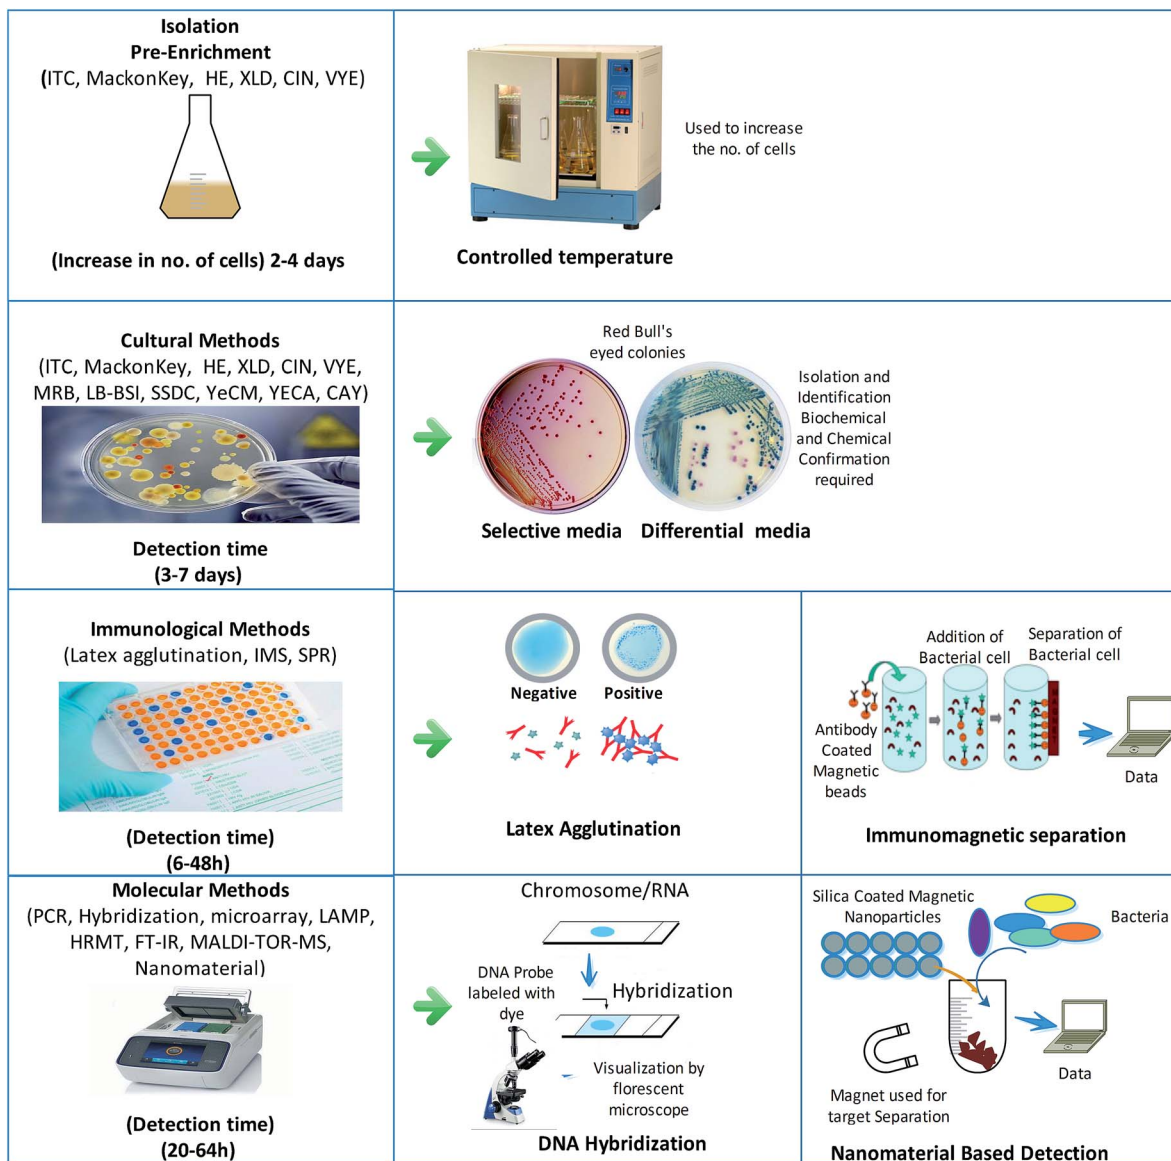 Isolation
Pre-Enrichment
(ITC, MackonKey, HE, XLD, CIN, VYE)
(Increase in no. of cells) 2-4 days
Used to increase
the no. of cells
Controlled temperature
Cultural Methods
(ITC, MackonKey, HE, XLD, CIN, VYE,
MRB, LB-BSI, SSDC, YeCM, YECA, CAY)
Detection time
(3-7 days)
Red Bull's
eyed colonies
Isolation and
Identification
Biochemical
and Chemical
Confirmation
required
Selective media
Differential media
Immunological Methods
(Latex agglutination, IMS, SPR)
(Detection time)
(6-48h)
Negative
Positive
Latex Agglutination
Addition of
Bacterial cell
Separation of
Bacterial cell
Antibody
Coated
Magnetic
beads
Data
Immunomagnetic separation
Molecular Methods
(PCR, Hybridization, microarray, LAMP,
HRMT, FT-IR, MALDI-TOR-MS,
Nanomaterial)
(Detection time)
(20-64h)
Chromosome/RNA
DNA Probe
labeled with
dye
Hybridization
Visualization by
florescent
microscope
DNA Hybridization
Silica Coated Magnetic
Nanoparticles
Bacteria
Magnet used for
target Separation
Data
Nanomaterial Based Detection